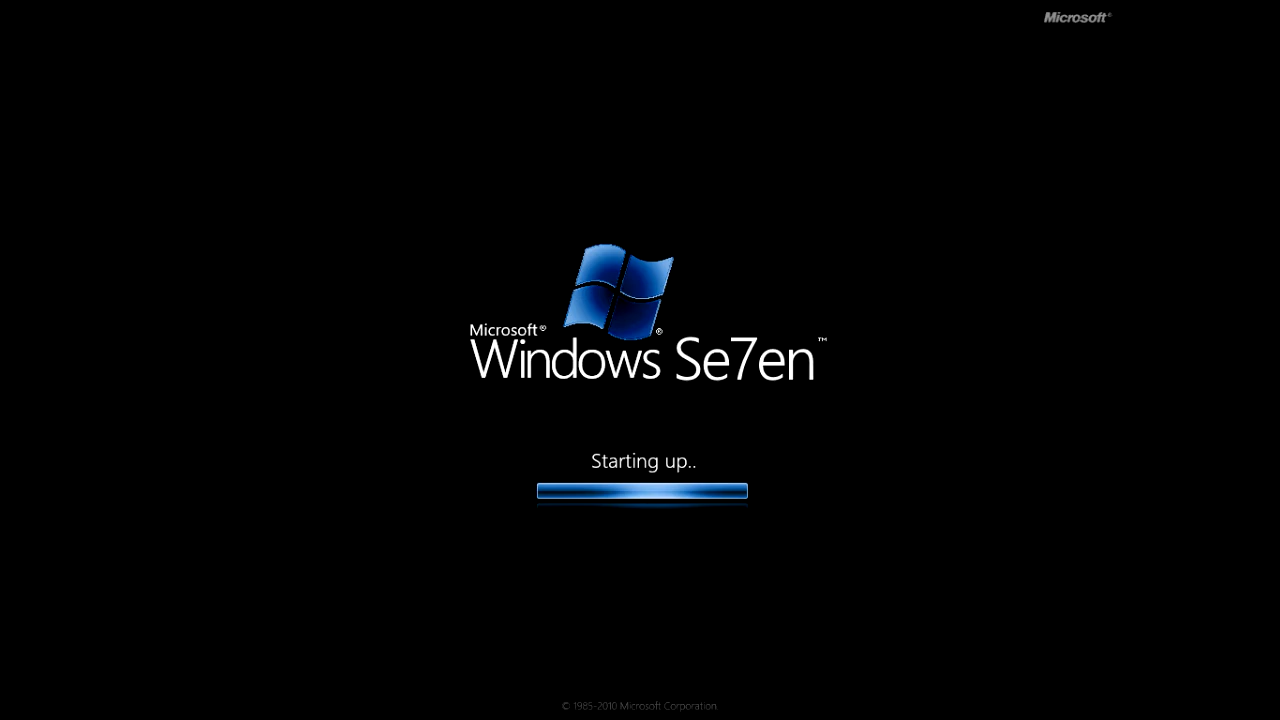 Microsoft®
Microsoft®
®
Windows Se7en™
Starting up..
© 1985-2010 Microsoft Corporation.